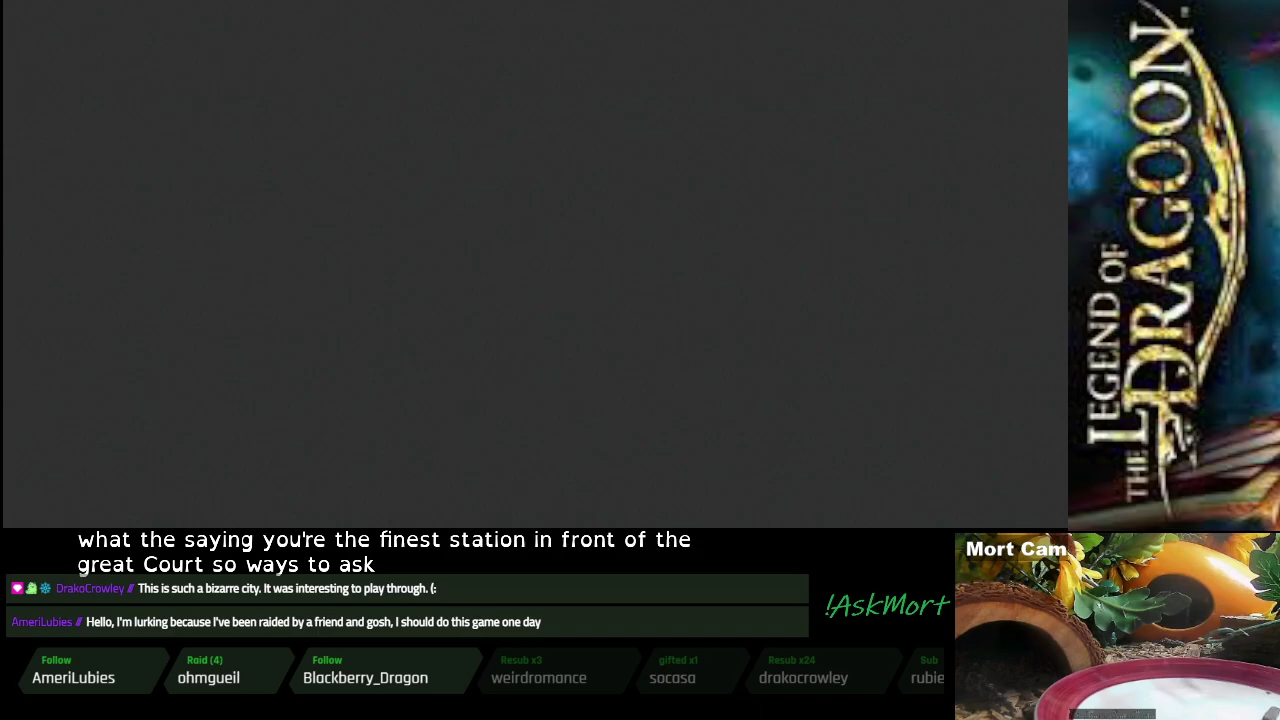 THE LEGEND OF
DRAGOON
what the saying you're the finest station in front of the
great Court so ways to ask
DrakoCrowley // This is such a bizarre city. It was interesting to play through. (:
AmeriLubies // Hello, I'm lurking because I've been raided by a friend and gosh, I should do this game one day
!AskMort
Mort Cam
Follow
AmeriLubies
Raid (4)
ohmgueil
Follow
Blackberry_Dragon
Resub x3
weirdromance
gifted x1
socasa
Resub x24
drakocrowley
Sub
rubie